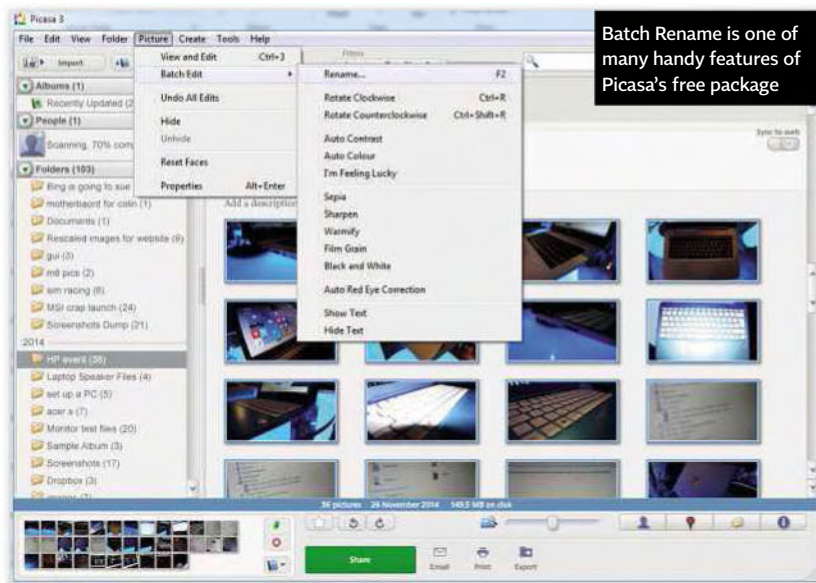 Picasa 3
File Edit View Folder Picture Create Tools Help
Batch Rename is one of
many handy features of
Picasa's free package
Import
Filters
View and Edit Ctrl+3
Batch Edit
Undo All Edits
Hide
Unhide
Reset Faces
Properties Alt+Enter
Rename... F2
Rotate Clockwise Ctrl+R
Rotate Counterclockwise Ctrl+Shift+R
Auto Contrast
Auto Colour
I'm Feeling Lucky
Sepia
Sharpen
Warmify
Film Grain
Black and White
Auto Red Eye Correction
Show Text
Hide Text
Sync to web
Albums (1)
Recently Updated (2
People (1)
Scanning, 70% com
Folders (103)
Bing is going to sue
motherbaord for colin (1)
Documents (1)
Rescaled images for website (9)
gui (3)
ml6 pics (2)
sim racing (6)
MSI crap launch (24)
Screenshots Dump (21)
2014
HP event (36)
Laptop Speaker Files (4)
set up a PC (5)
acer a (7)
Monitor test files (20)
Sample Album (3)
Screenshots (17)
Dropbox (3)
Add a description
36 pictures 26 November 2014 149.5 MB on disk
Share
Email Print Export